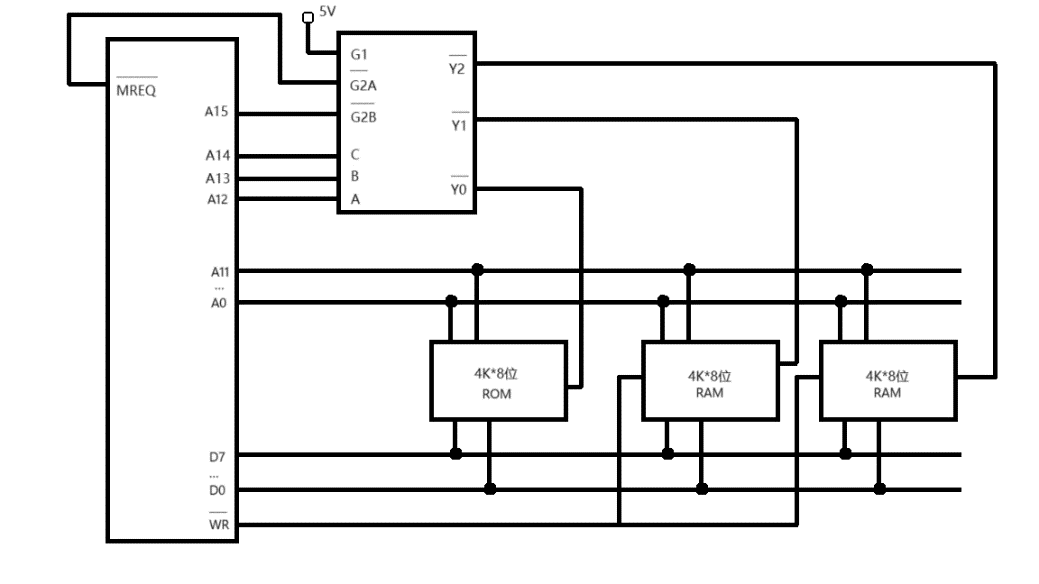 5V
MREQ
A15
A14
A13
A12
A11
...
A0
D7
...
D0
WR
G1
G2A
G2B
C
B
A
Y2
Y1
Y0
4K*8位
ROM
4K*8位
RAM
4K*8位
RAM